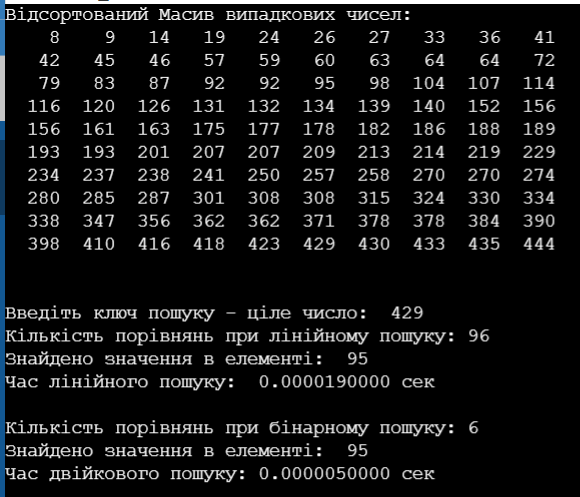 Відсортований Масив випадкових чисел:
8 9 14 19 24 26 27 33 36 41
42 45 46 57 59 60 63 64 64 72
79 83 87 92 92 95 98 104 107 114
116 120 126 131 132 134 139 140 152 156
156 161 163 175 177 178 182 186 188 189
193 193 201 207 207 209 213 214 219 229
234 237 238 241 250 257 258 270 270 274
280 285 287 301 308 308 315 324 330 334
338 347 356 362 362 371 378 378 384 390
398 410 416 418 423 429 430 433 435 444
Введіть ключ пошуку – ціле число: 429
Кількість порівнянь при лінійному пошуку: 96
Знайдено значення в елементі: 95
Час лінійного пошуку: 0.0000190000 сек
Кількість порівнянь при бінарному пошуку: 6
Знайдено значення в елементі: 95
Час двійкового пошуку: 0.0000050000 сек